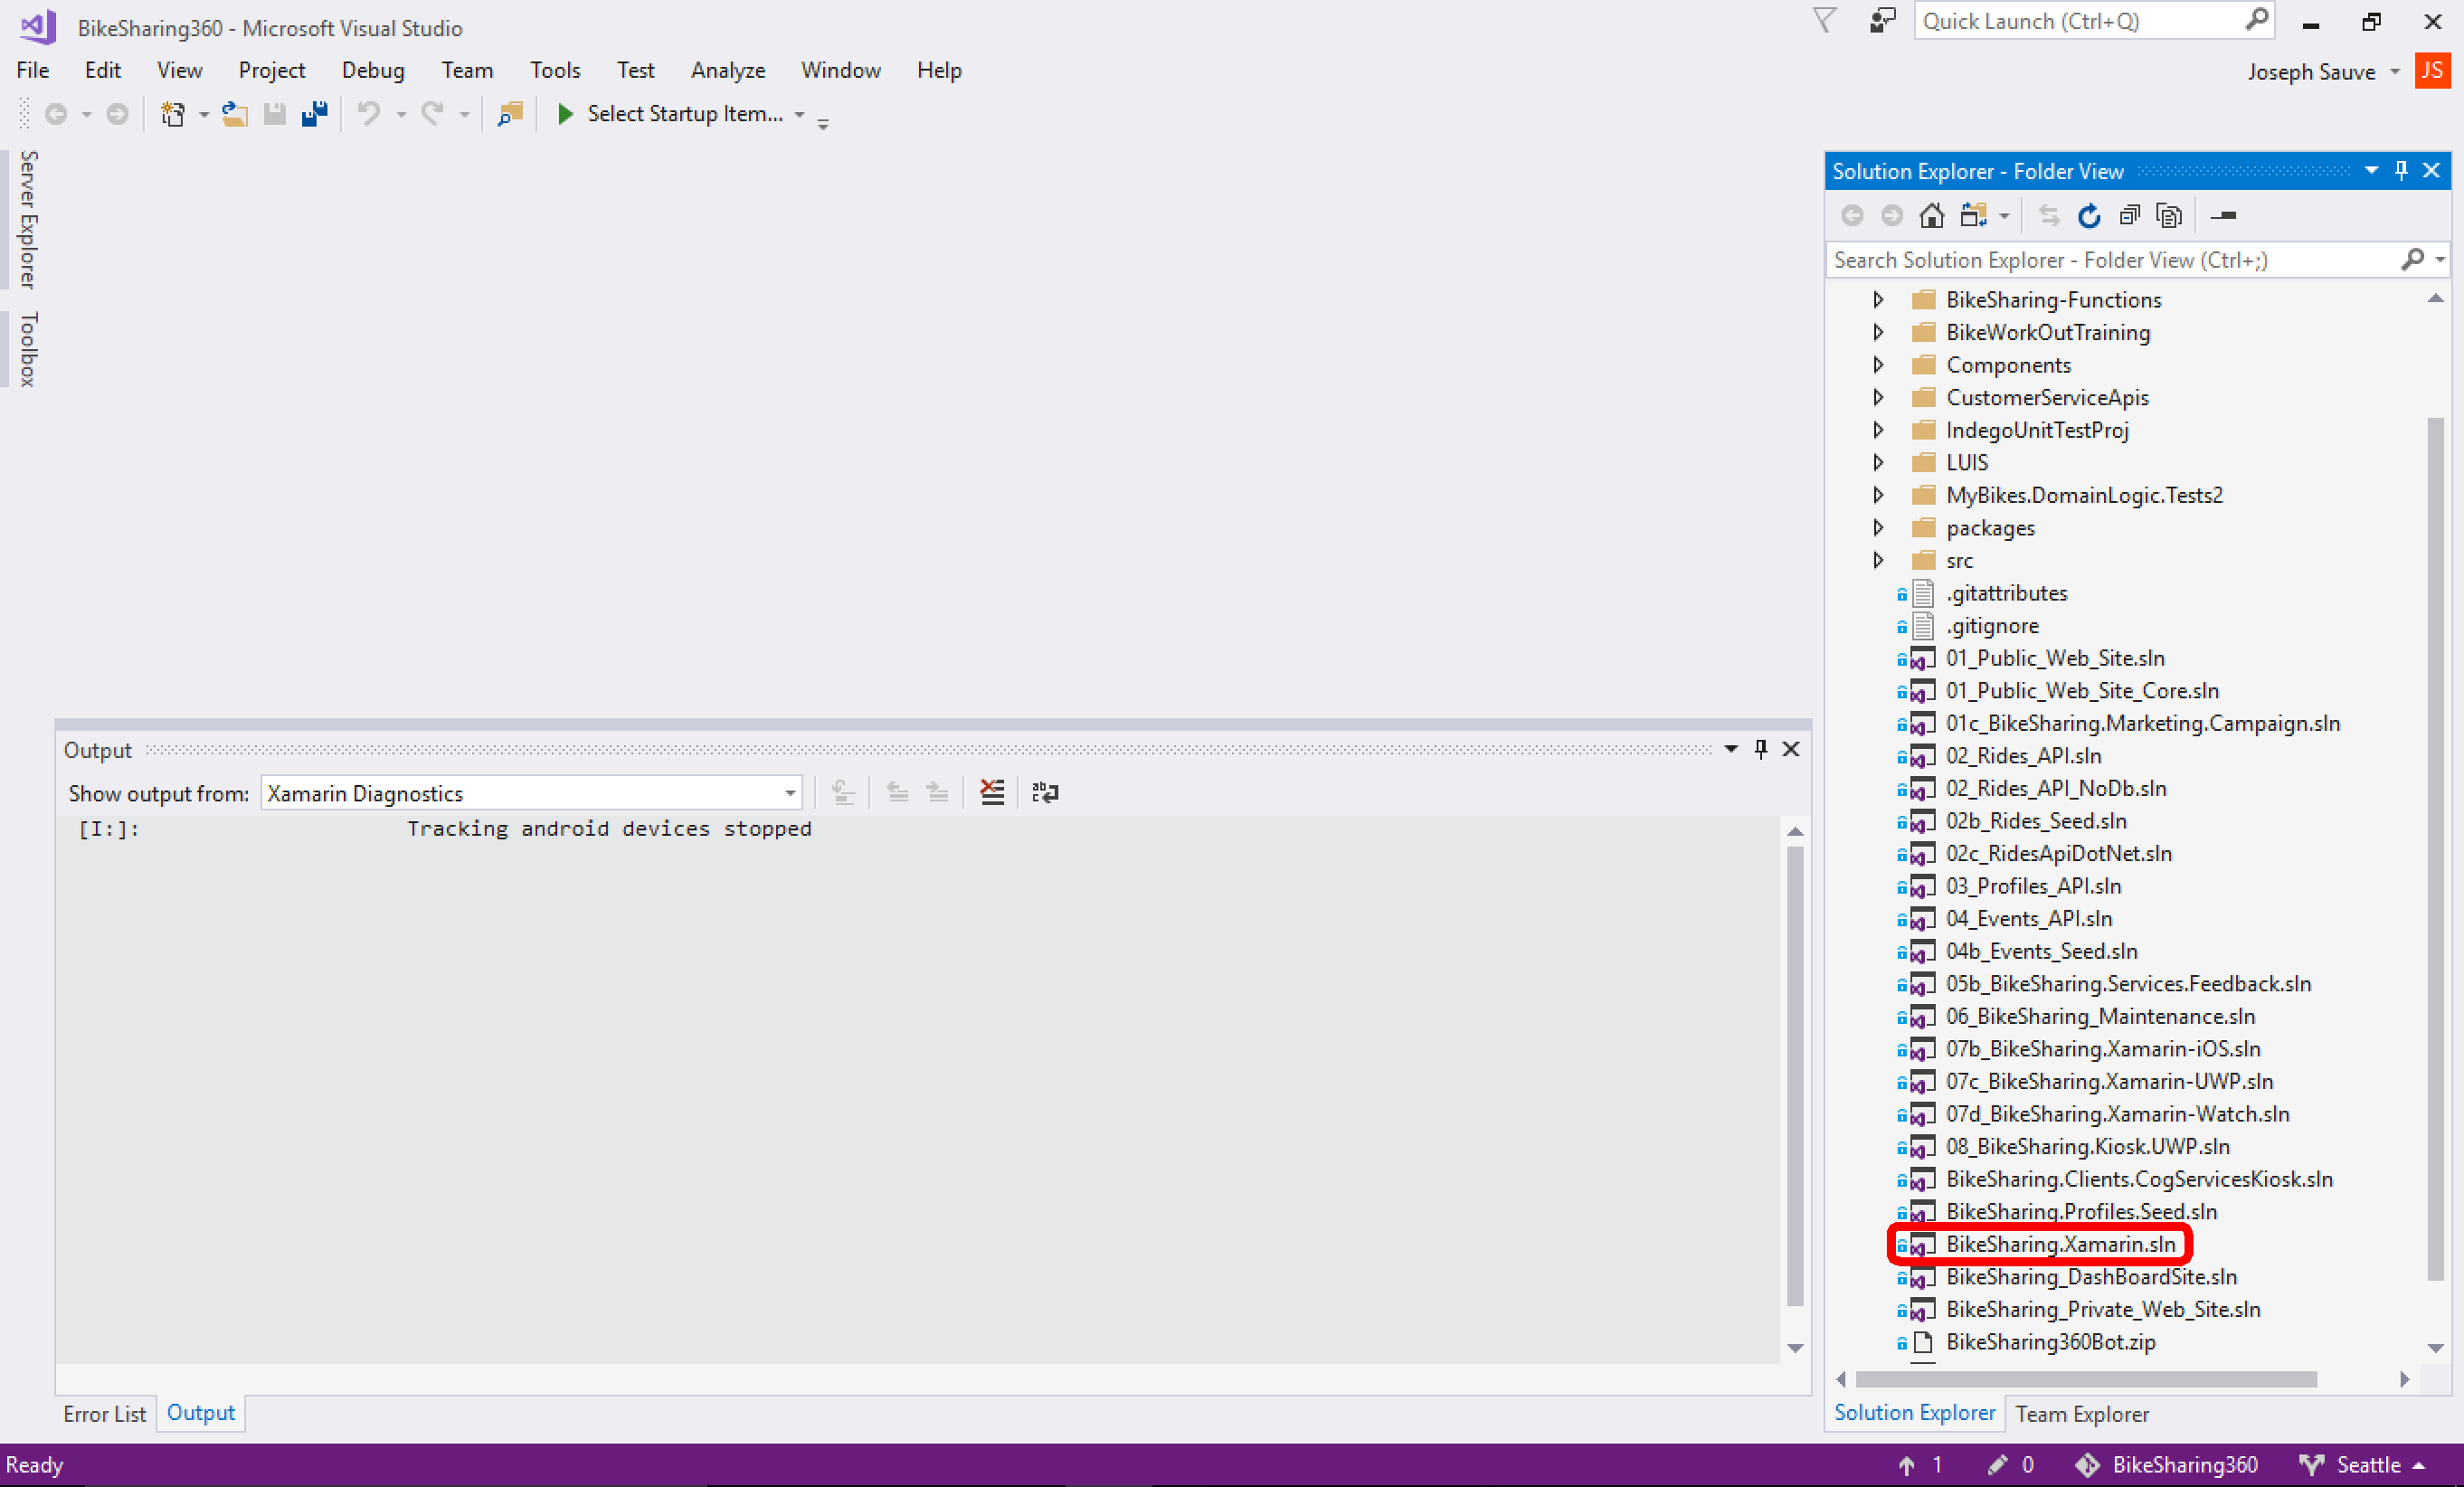 BikeSharing360 - Microsoft Visual Studio
Quick Launch (Ctrl+Q)
File Edit View Project Debug Team Tools Test Analyze Window Help
Joseph Sauve JS
Select Startup Item...
Server Explorer
Toolbox
Solution Explorer - Folder View
Search Solution Explorer - Folder View (Ctrl+;)
BikeSharing-Functions
BikeWorkOutTraining
Components
CustomerServiceApis
IndegoUnitTestProj
LUIS
MyBikes.DomainLogic.Tests2
packages
src
.gitattributes
.gitignore
01_Public_Web_Site.sln
01_Public_Web_Site_Core.sln
01c_BikeSharing.Marketing.Campaign.sln
02_Rides_API.sln
02_Rides_API_NoDb.sln
02b_Rides_Seed.sln
02c_RidesApiDotNet.sln
03_Profiles_API.sln
04_Events_API.sln
04b_Events_Seed.sln
05b_BikeSharing.Services.Feedback.sln
06_BikeSharing_Maintenance.sln
07b_BikeSharing.Xamarin-iOS.sln
07c_BikeSharing.Xamarin-UWP.sln
07d_BikeSharing.Xamarin-Watch.sln
08_BikeSharing.Kiosk.UWP.sln
BikeSharing.Clients.CogServicesKiosk.sln
BikeSharing.Profiles.Seed.sln
BikeSharing.Xamarin.sln
BikeSharing_DashBoardSite.sln
BikeSharing_Private_Web_Site.sln
BikeSharing360Bot.zip
Solution Explorer Team Explorer
Output
Show output from: Xamarin Diagnostics
[I:]: Tracking android devices stopped
Error List Output
Ready 1 0 BikeSharing360 Seattle